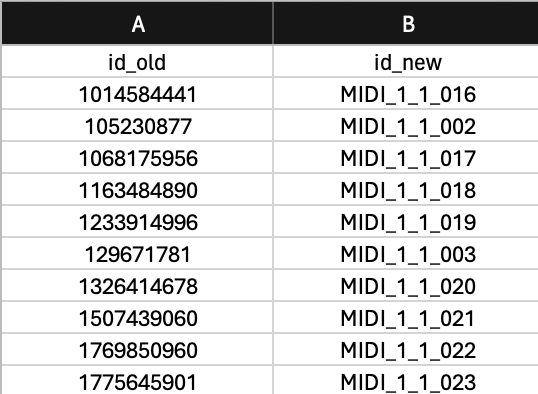 A B
id_old id_new
1014584441 MIDI_1_1_016
105230877 MIDI_1_1_002
1068175956 MIDI_1_1_017
1163484890 MIDI_1_1_018
1233914996 MIDI_1_1_019
129671781 MIDI_1_1_003
1326414678 MIDI_1_1_020
1507439060 MIDI_1_1_021
1769850960 MIDI_1_1_022
1775645901 MIDI_1_1_023